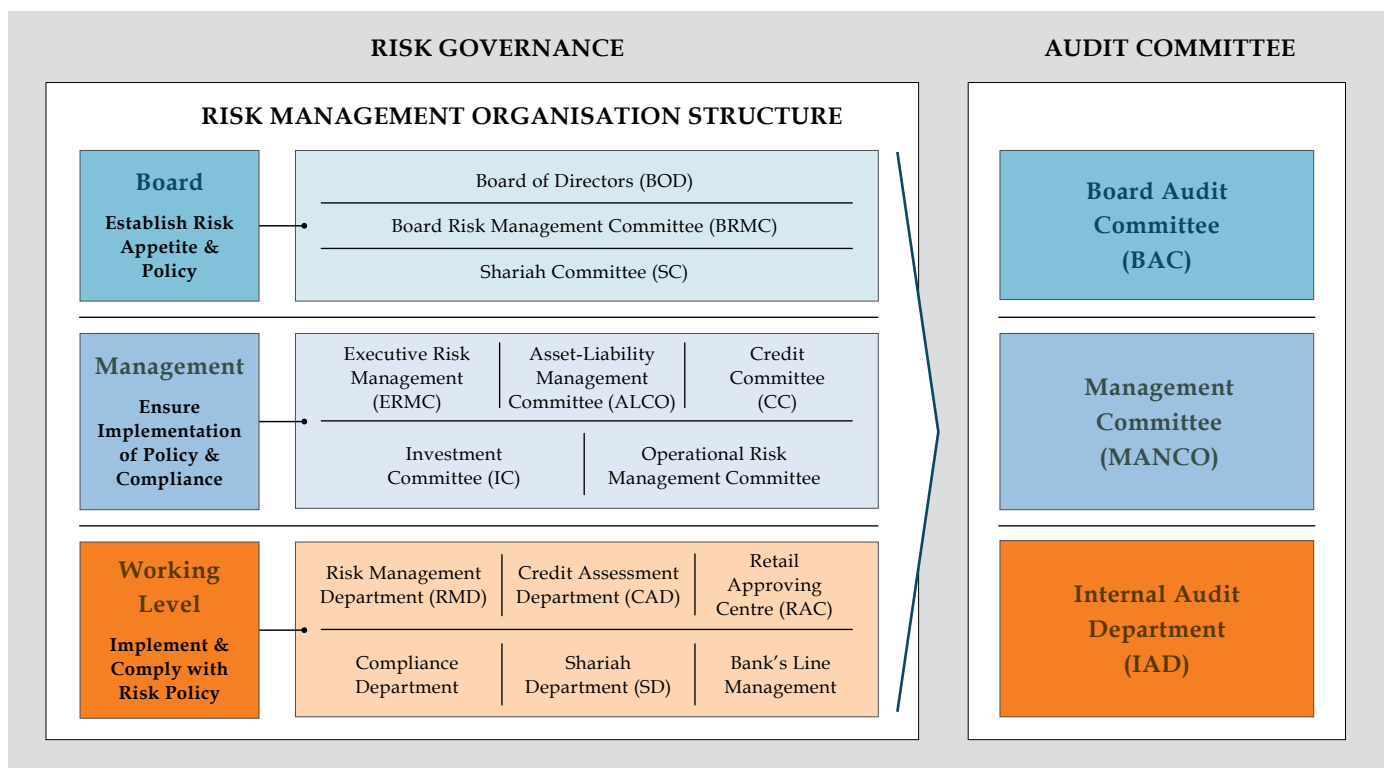 RISK GOVERNANCE
AUDIT COMMITTEE
RISK MANAGEMENT ORGANISATION STRUCTURE
Board
Establish Risk
Appetite &
Policy
Board of Directors (BOD)
Board Risk Management Committee (BRMC)
Shariah Committee (SC)
Board Audit
Committee
(BAC)
Management
Ensure
Implementation
of Policy &
Compliance
Executive Risk
Management
(ERMC)
Asset-Liability
Management
Committee (ALCO)
Credit
Committee
(CC)
Investment
Committee (IC)
Operational Risk
Management Committee
Management
Committee
(MANCO)
Working
Level
Implement &
Comply with
Risk Policy
Risk Management
Department (RMD)
Credit Assessment
Department (CAD)
Retail
Approving
Centre (RAC)
Compliance
Department
Shariah
Department (SD)
Bank's Line
Management
Internal Audit
Department
(IAD)